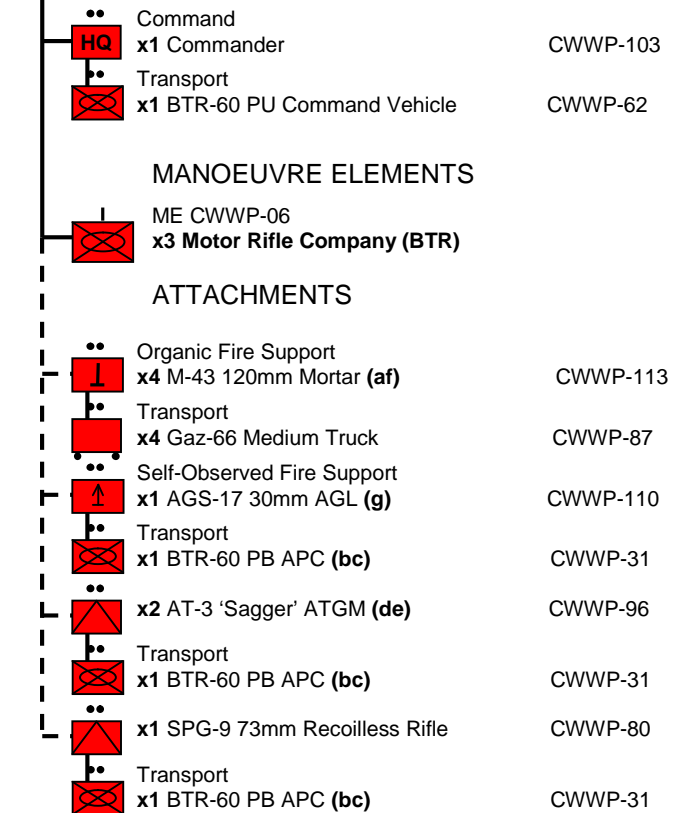 Command
HQ x1 Commander CWWP-103
Transport
x1 BTR-60 PU Command Vehicle CWWP-62
MANOEUVRE ELEMENTS
ME CWWP-06
x3 Motor Rifle Company (BTR)
ATTACHMENTS
Organic Fire Support
x4 M-43 120mm Mortar (af) CWWP-113
Transport
x4 Gaz-66 Medium Truck CWWP-87
Self-Observed Fire Support
x1 AGS-17 30mm AGL (g) CWWP-110
Transport
x1 BTR-60 PB APC (bc) CWWP-31
x2 AT-3 ‘Sagger’ ATGM (de) CWWP-96
Transport
x1 BTR-60 PB APC (bc) CWWP-31
x1 SPG-9 73mm Recoilless Rifle CWWP-80
Transport
x1 BTR-60 PB APC (bc) CWWP-31